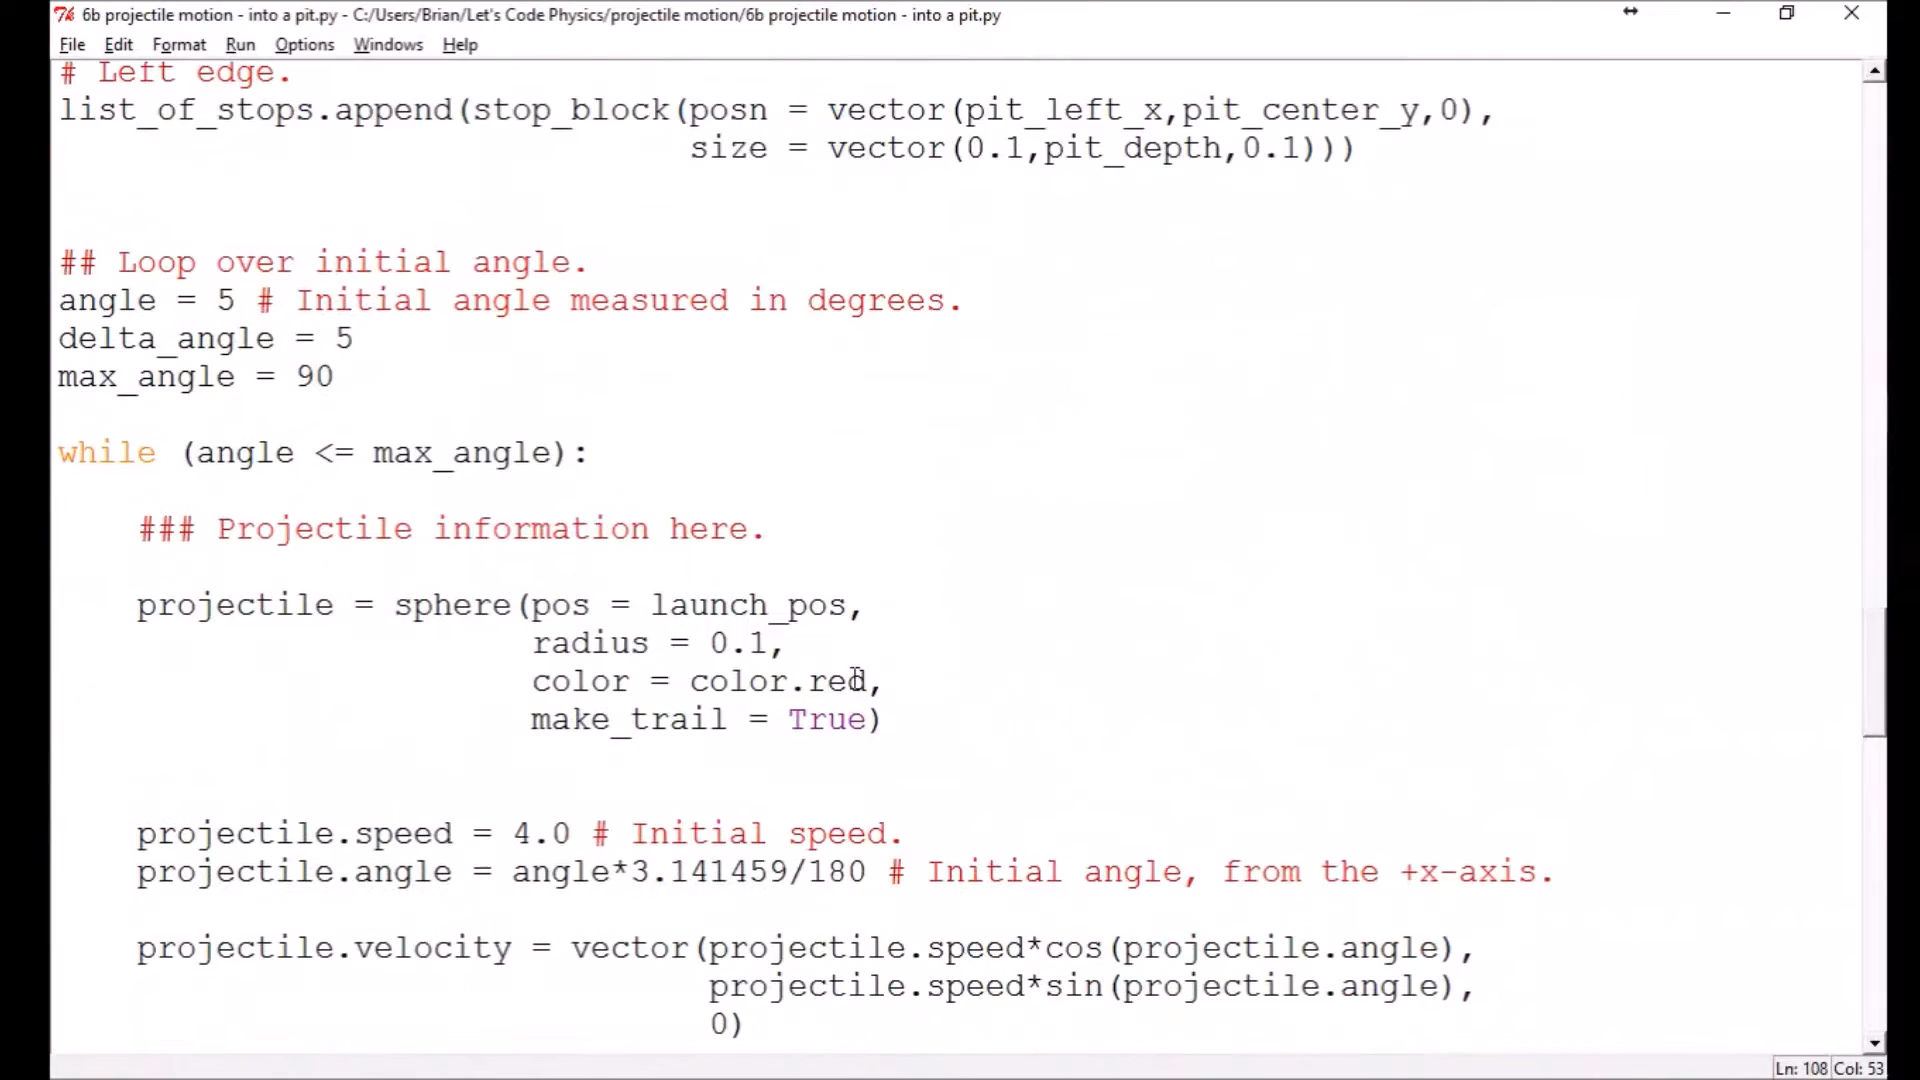 6b projectile motion - into a pit.py - C:/Users/Brian/Let's Code Physics/projectile motion/6b projectile motion - into a pit.py
File Edit Format Run Options Windows Help
# Left edge.
list_of_stops.append(stop_block(posn = vector(pit_left_x,pit_center_y,0),
size = vector(0.1,pit_depth,0.1)))
## Loop over initial angle.
angle = 5 # Initial angle measured in degrees.
delta_angle = 5
max_angle = 90
while (angle <= max_angle):
### Projectile information here.
projectile = sphere(pos = launch_pos,
radius = 0.1,
color = color.red,
make_trail = True)
projectile.speed = 4.0 # Initial speed.
projectile.angle = angle*3.141459/180 # Initial angle, from the +x-axis.
projectile.velocity = vector(projectile.speed*cos(projectile.angle),
projectile.speed*sin(projectile.angle),
0)
Ln: 108 Col: 53